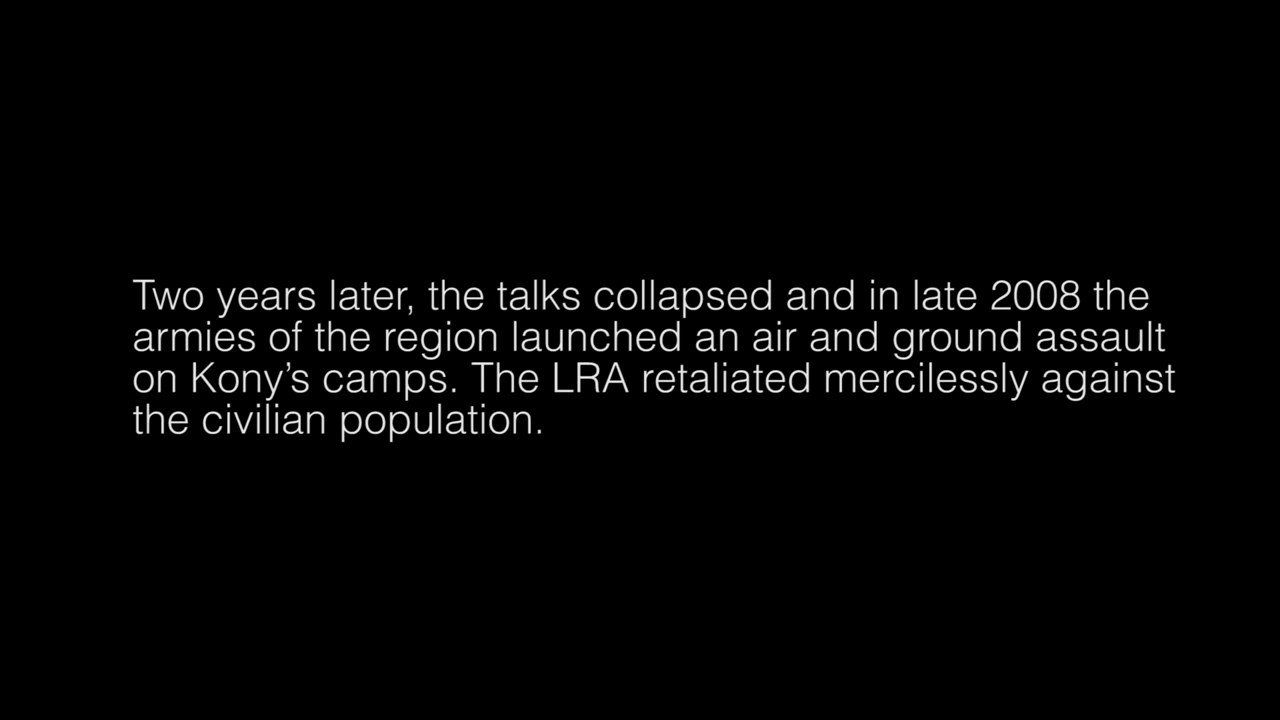 Two years later, the talks collapsed and in late 2008 the
armies of the region launched an air and ground assault
on Kony’s camps. The LRA retaliated mercilessly against
the civilian population.